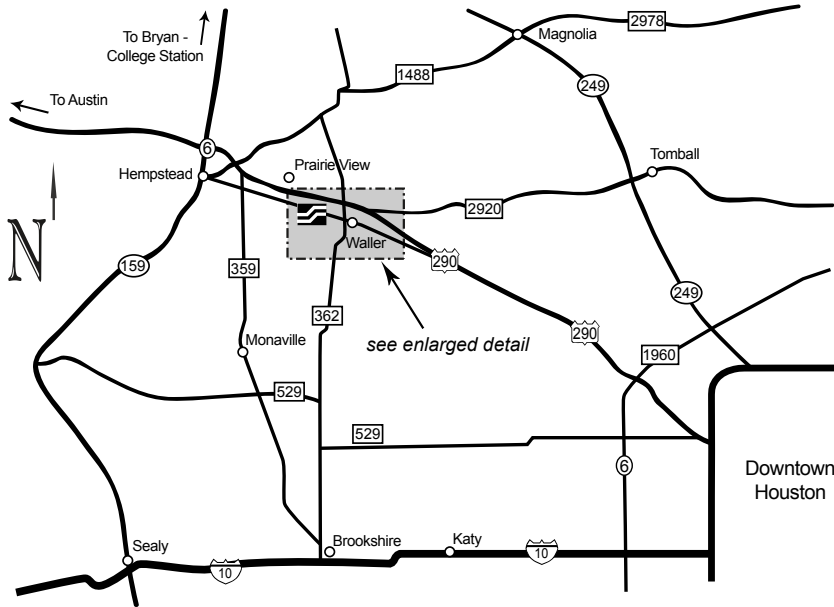 To Bryan -
College Station
2978
Magnolia
1488
249
To Austin
6
Tomball
Hempstead
Prairie View
2920
N
Waller
159
359
290
249
362
290
Monaville
see enlarged detail
1960
529
529
6
Downtown
Houston
Sealy
Brookshire
Katy
10
10